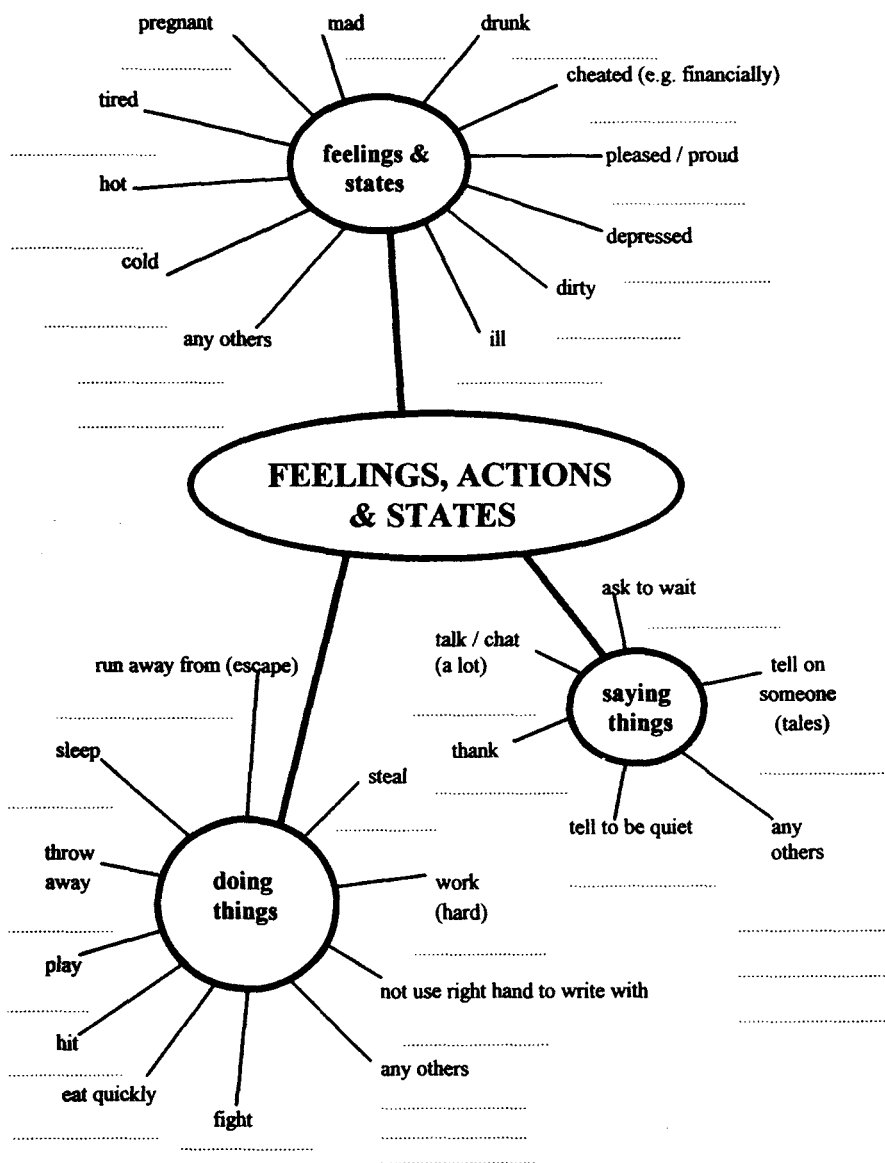 pregnant
mad
drunk
cheated (e.g. financially)
tired
feelings &
states
pleased / proud
hot
depressed
cold
dirty
any others
ill
FEELINGS, ACTIONS
& STATES
ask to wait
talk / chat
(a lot)
run away from (escape)
tell on
someone
(tales)
saying
things
thank
sleep
steal
tell to be quiet
any
others
throw
away
doing
things
work
(hard)
play
not use right hand to write with
hit
any others
eat quickly
fight